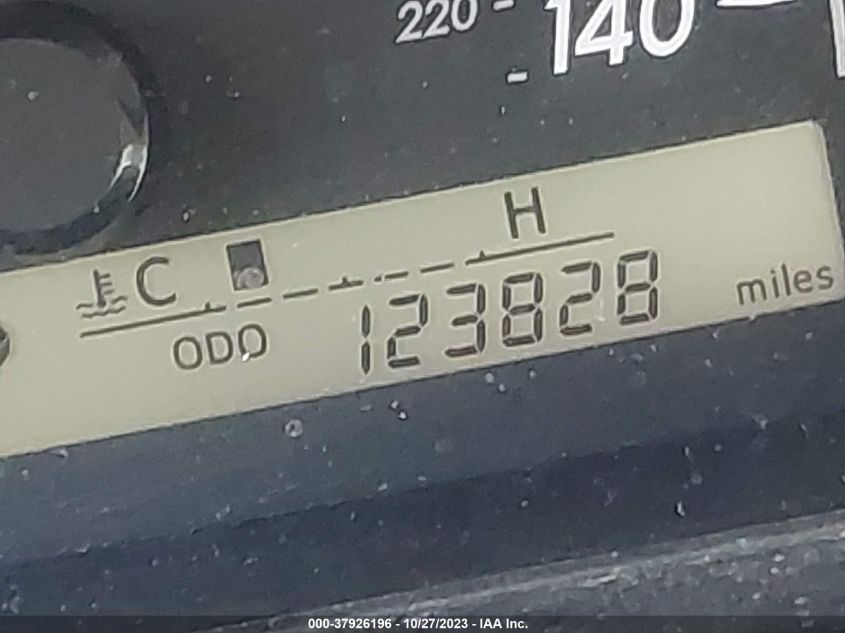 220 140
H
C
ODO 123828 miles
000-37926196 - 10/27/2023 - IAA Inc.